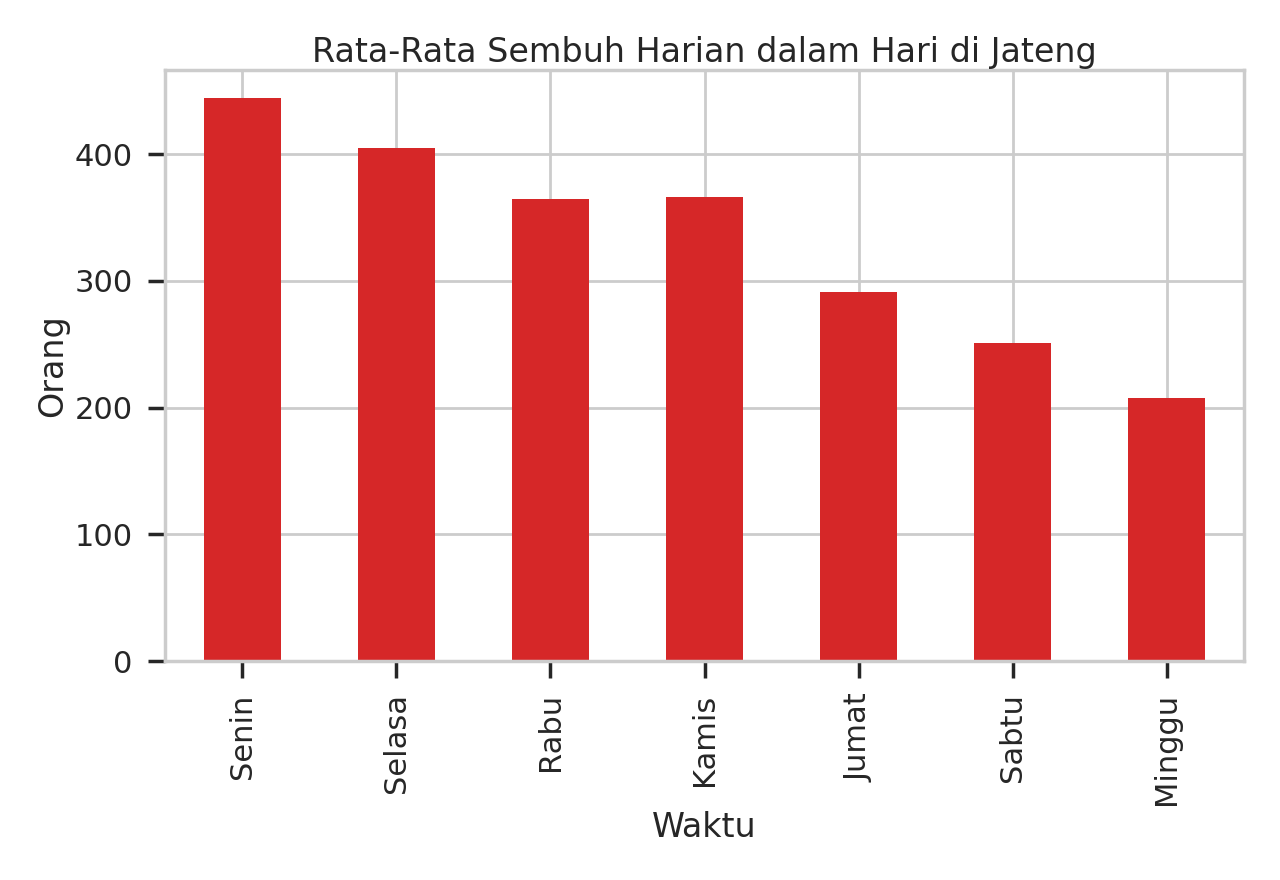 Rata-Rata Sembuh Harian dalam Hari di Jateng
Orang
400
300
200
100
0
Senin
Selasa
Rabu
Kamis
Jumat
Sabtu
Minggu
Waktu